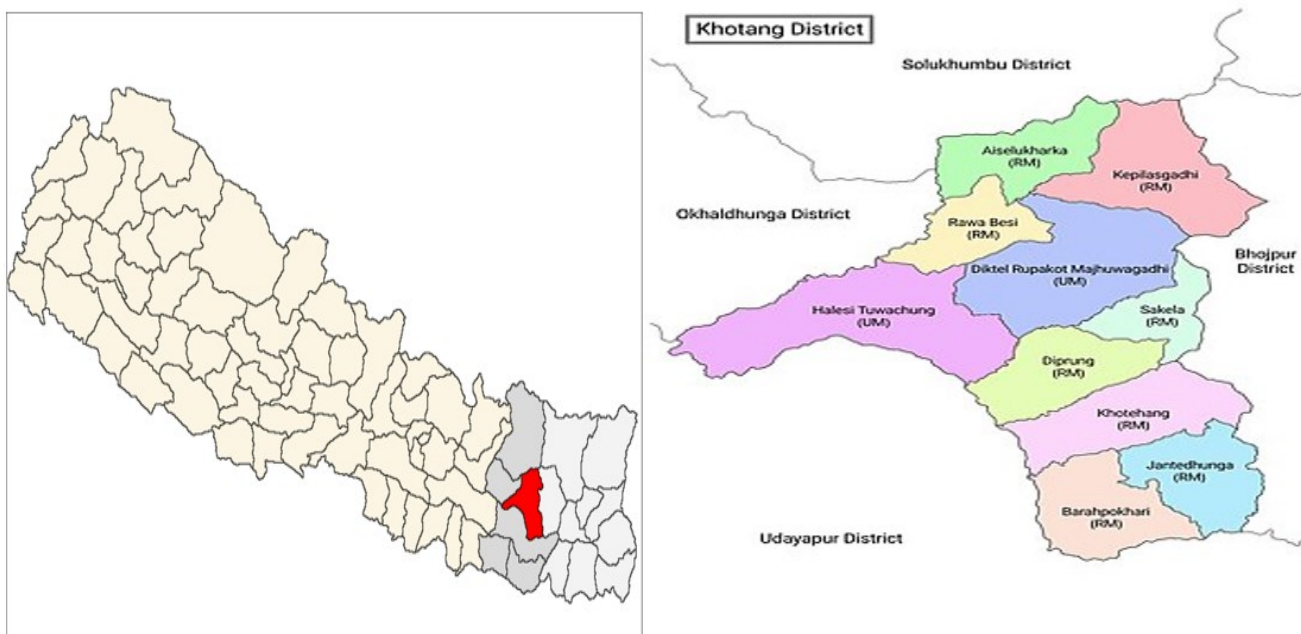 Khotang District
Solukhumbu District
Aiselukharka
(RM)
Kepilasgadhi
(RM)
Okhaldhunga District
Rawa Besi
(RM)
Bhojpur
District
Diktel Rupakot Majhuwagadhi
(UM)
Halesi Tuwachung
(UM)
Sakela
(RM)
Diprung
(RM)
Khotehang
(RM)
Jantedhunga
(RM)
Barahpokhari
(RM)
Udayapur District